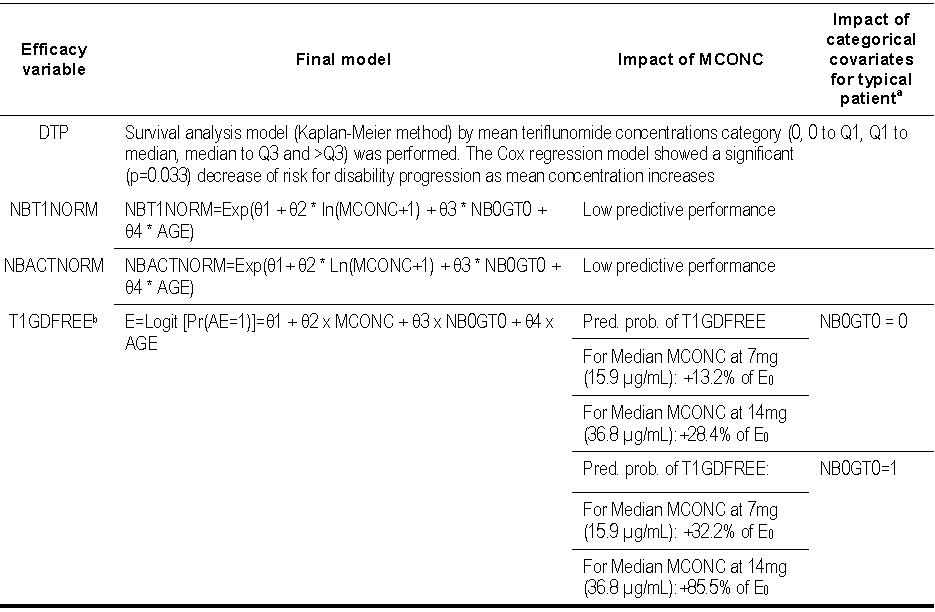 Efficacy
variable
Final model
Impact of MCONC
Impact of
categorical
covariates
for typical
patientᵃ
DTP
Survival analysis model (Kaplan-Meier method) by mean teriflunomide concentrations category (0, 0 to Q1, Q1 to
median, median to Q3 and >Q3) was performed. The Cox regression model showed a significant
(p=0.033) decrease of risk for disability progression as mean concentration increases
NBT1NORM
NBT1NORM=Exp(θ1 + θ2 * ln(MCONC+1) + θ3 * NB0GT0 +
θ4 * AGE)
Low predictive performance
NBACTNORM
NBACTNORM=Exp(θ1+ θ2 * Ln(MCONC+1) + θ3 * NB0GT0 +
θ4 * AGE)
Low predictive performance
T1GDFREEᵇ
E=Logit [Pr(AE=1)]=θ1 + θ2 x MCONC + θ3 x NB0GT0 + θ4 x
AGE
Pred. prob. of T1GDFREE
NB0GT0 = 0
For Median MCONC at 7mg
(15.9 µg/mL): +13.2% of E₀
For Median MCONC at 14mg
(36.8 µg/mL): +28.4% of E₀
Pred. prob. of T1GDFREE:
NB0GT0=1
For Median MCONC at 7mg
(15.9 µg/mL): +32.2% of E₀
For Median MCONC at 14mg
(36.8 µg/mL): +85.5% of E₀